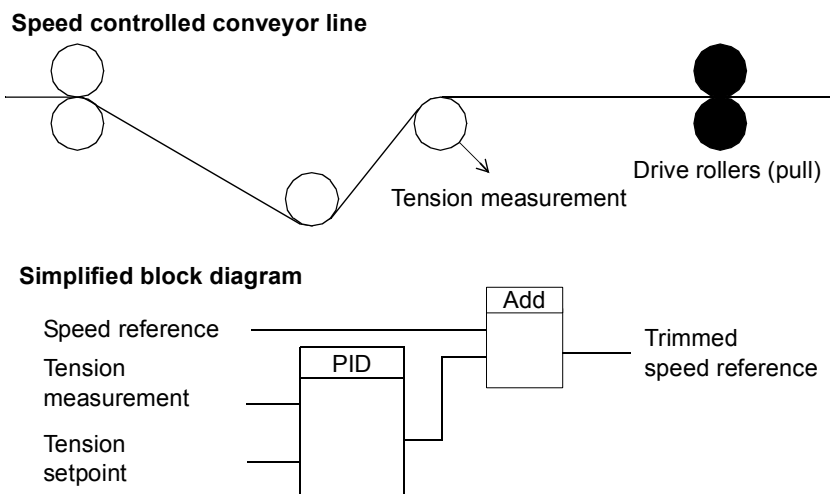 Speed controlled conveyor line
Drive rollers (pull)
Tension measurement
Simplified block diagram
Add
Speed reference
Trimmed
speed reference
PID
Tension
measurement
Tension
setpoint